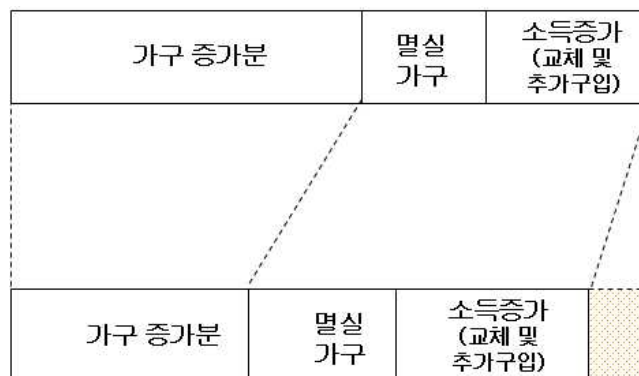 가구 증가분
멸실
가구
소득증가
(교체 및
추가구입)
가구 증가분
멸실
가구
소득증가
(교체 및
추가구입)